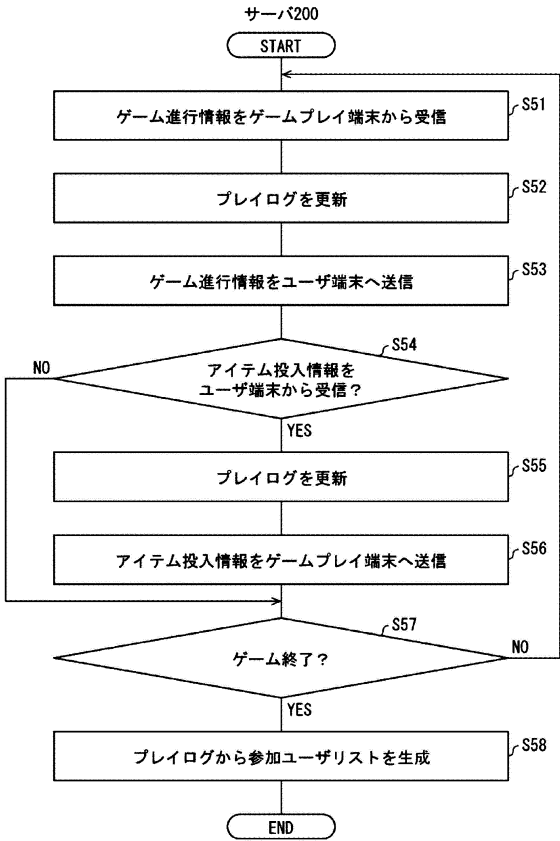 サーバ200
START
ゲーム進行情報をゲームプレイ端末から受信
S51
プレイログを更新
S52
ゲーム進行情報をユーザ端末へ送信
S53
アイテム投入情報を
ユーザ端末から受信？
S54
NO
YES
プレイログを更新
S55
アイテム投入情報をゲームプレイ端末へ送信
S56
ゲーム終了？
S57
NO
YES
プレイログから参加ユーザリストを生成
S58
END